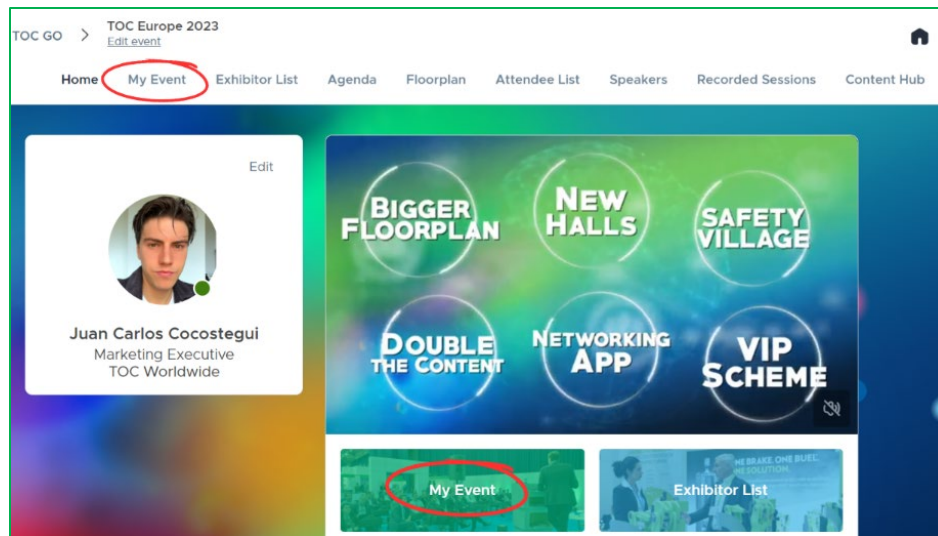 TOC GO > TOC Europe 2023
Edit event
Home My Event Exhibitor List Agenda Floorplan Attendee List Speakers Recorded Sessions Content Hub
Edit
Juan Carlos Cocostegui
Marketing Executive
TOC Worldwide
BIGGER
FLOORPLAN
NEW
HALLS
SAFETY
VILLAGE
DOUBLE
THE CONTENT
NETWORKING
APP
VIP
SCHEME
My Event
Exhibitor List